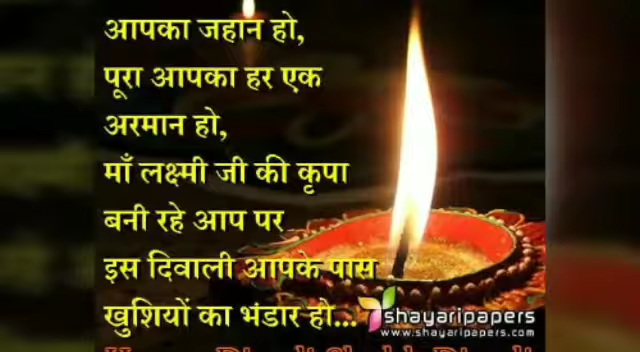 आपका जहान हो,
पूरा आपका हर एक
अरमान हो,
माँ लक्ष्मी जी की कृपा
बनी रहे आप पर
इस दिवाली आपके पास
खुशियों का भंडार हो...
shayaripapers
www.shayaripapers.com